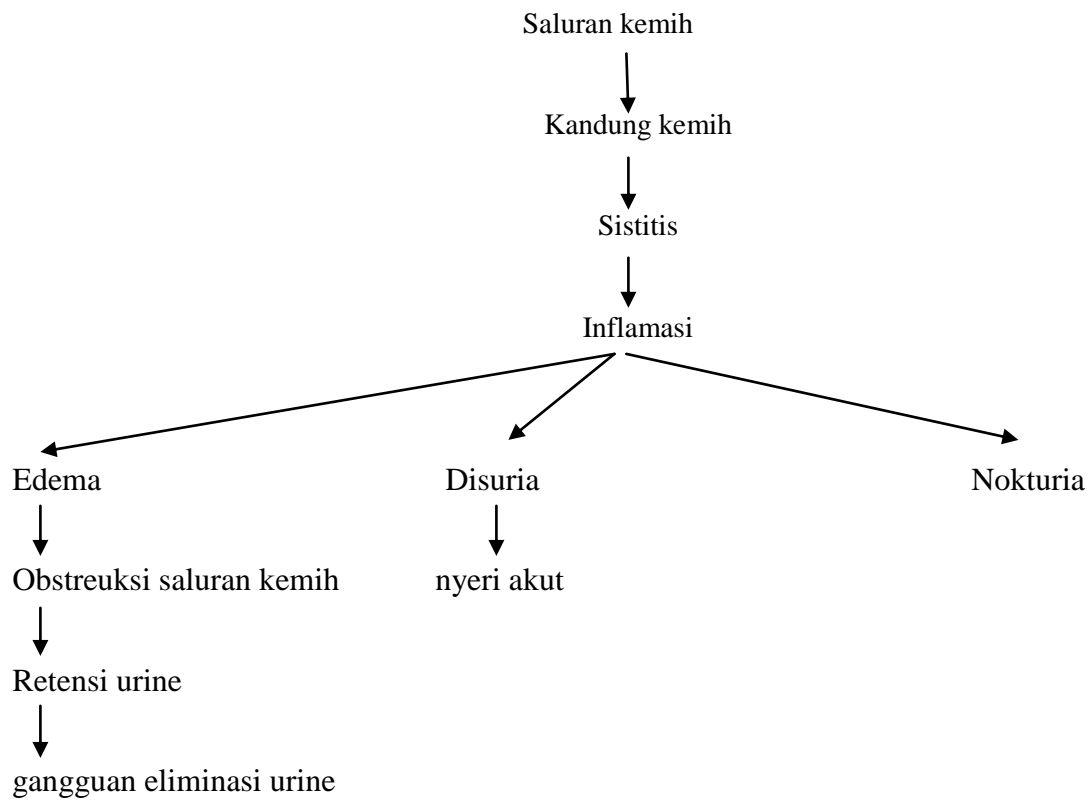 Saluran kemih
Kandung kemih
Sistitis
Inflamasi
Edema Disuria Nokturia
Obstreuksi saluran kemih nyeri akut
Retensi urine
gangguan eliminasi urine